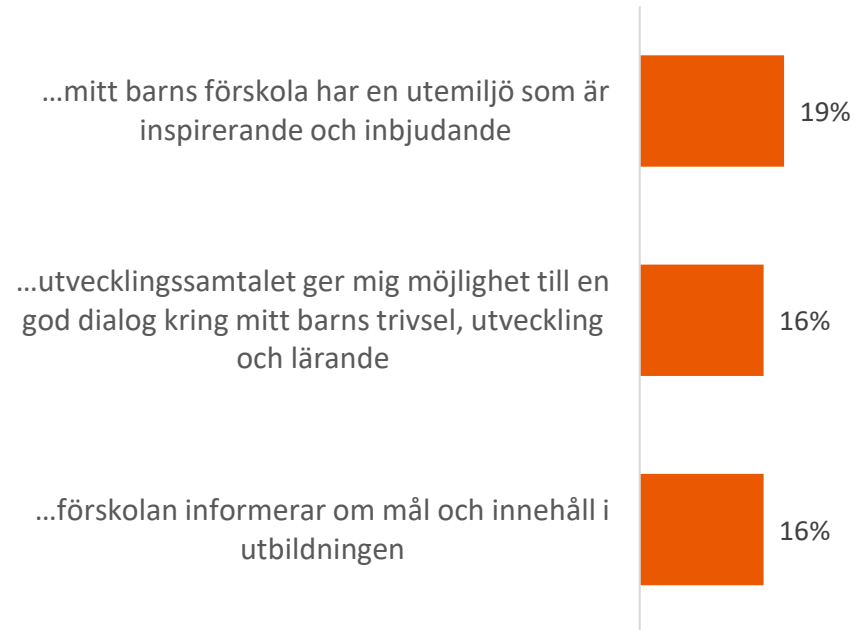 ...mitt barns förskola har en utemiljö som är
inspirerande och inbjudande
19%
...utvecklingssamtalet ger mig möjlighet till en
god dialog kring mitt barns trivsel, utveckling
och lärande
16%
...förskolan informerar om mål och innehåll i
utbildningen
16%